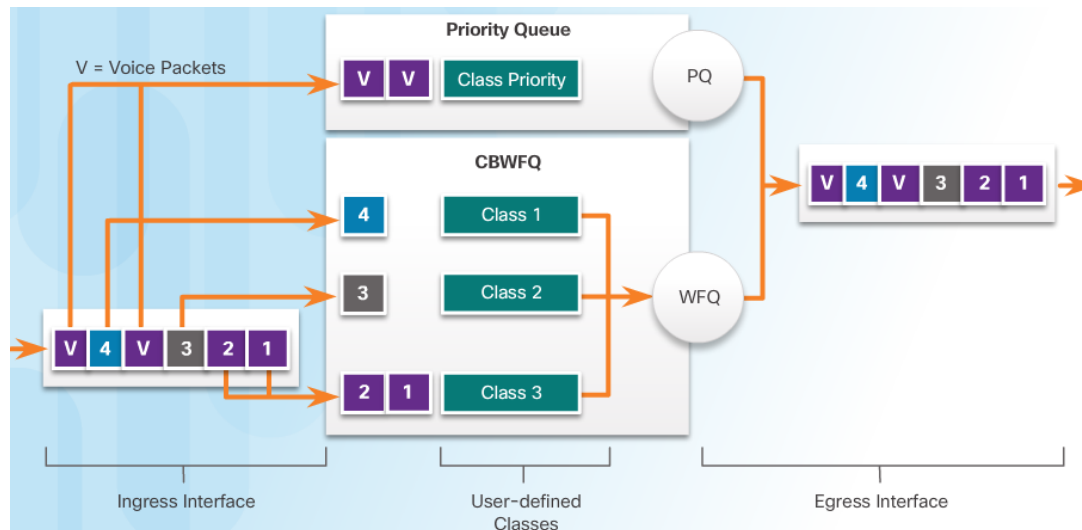 Priority Queue
V = Voice Packets
V V Class Priority
PQ
CBWFQ
V 4 V 3 2 1
4 Class 1
3 Class 2
WFQ
V 4 V 3 2 1
2 1 Class 3
Ingress Interface
User-defined
Classes
Egress Interface